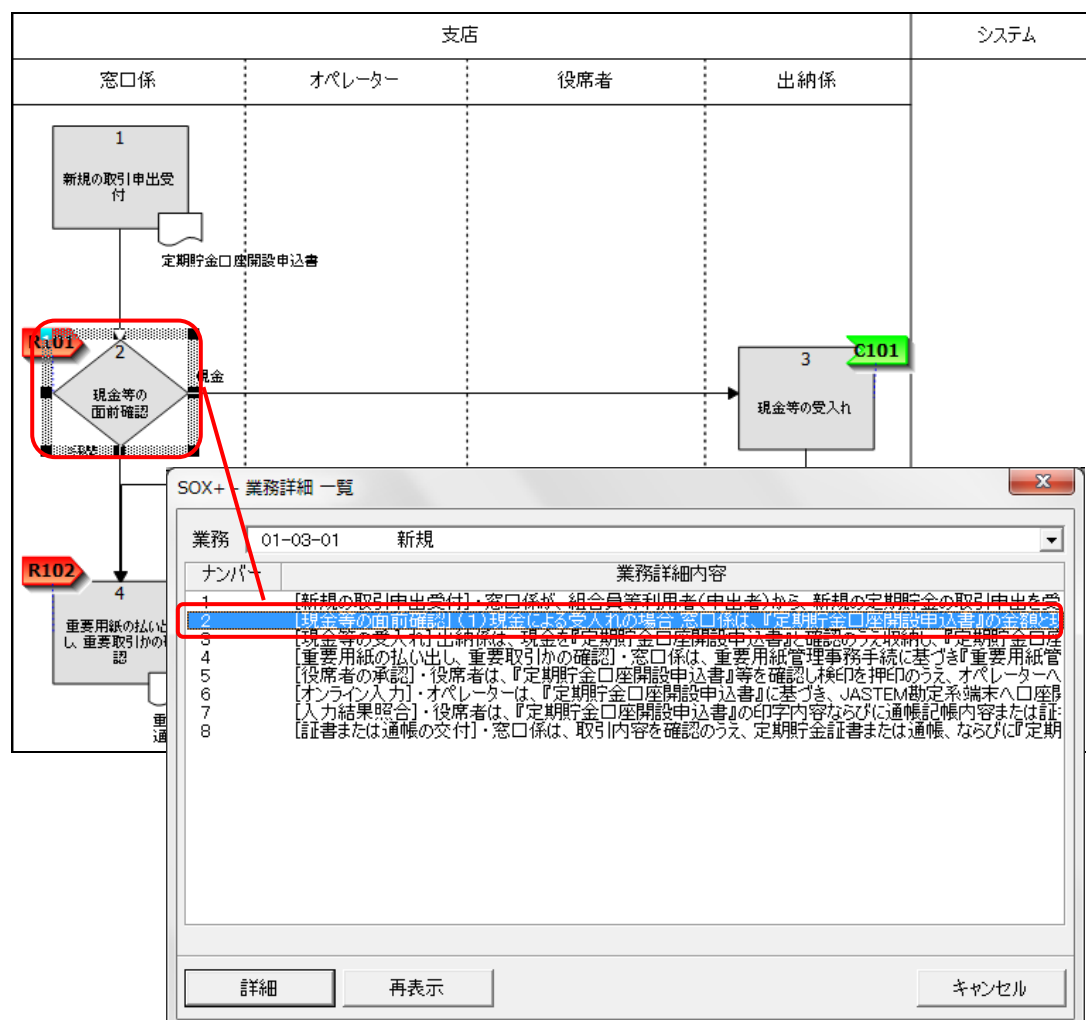 支店
システム
窓口係
オペレーター
役席者
出納係
1
新規の取引申出受
付
定期貯金口座開設申込書
R101
2
現金等の
面前確認
現金
3
C101
現金等の受入れ
R102
4
重要用紙の払い出
し、重要取引かの確
認
SOX+ - 業務詳細 一覧
業務 01-03-01 新規
ナンバー 業務詳細内容
1 [新規の取引申出受付]・窓口係が、組合員等利用者(申出者)から、新規の定期貯金の取引申出を受
2 [現金等の面前確認] (1)現金による受入れの場合 窓口係は、『定期貯金口座開設申込書』の金額と
3 [現金等の受入れ] 出納係は、現金を『定期貯金口座開設申込書』と確認のうえ収納し、『定期貯金口座
4 [重要用紙の払い出し、重要取引かの確認]・窓口係は、重要用紙管理事務手続に基づき『重要用紙管
5 [役席者の承認]・役席者は、『定期貯金口座開設申込書』等を確認し検印を押印のうえ、オペレーターへ
6 [オンライン入力]・オペレーターは、『定期貯金口座開設申込書』に基づき、JASTEM勘定系端末へ口座
7 [入力結果照合]・役席者は、『定期貯金口座開設申込書』の印字内容ならびに通帳記帳内容または証
8 [証書または通帳の交付]・窓口係は、取引内容を確認のうえ、定期貯金証書または通帳、ならびに『定期
重
通
詳細
再表示
キャンセル